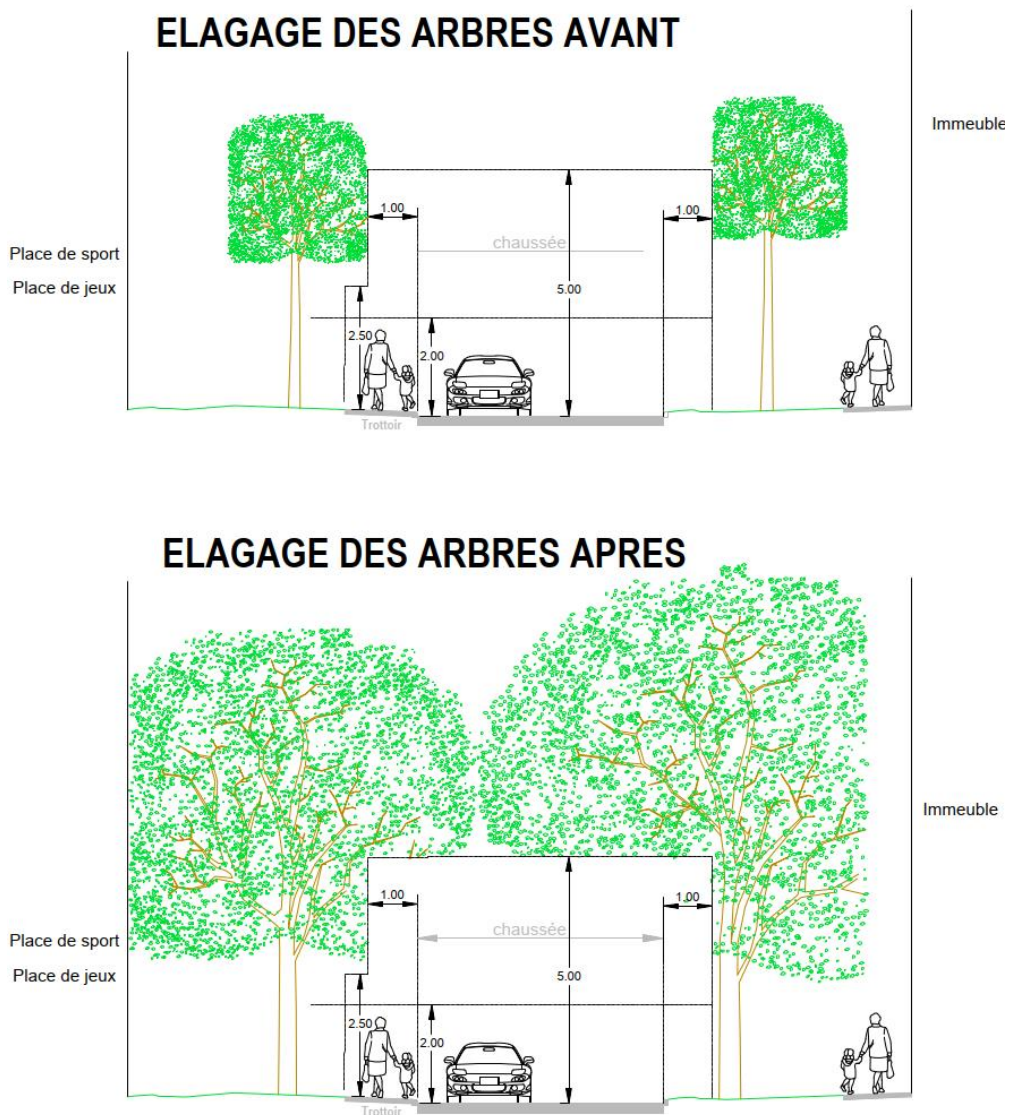 ELAGAGE DES ARBRES AVANT
Immeuble
1.00
1.00
chaussée
Place de sport
Place de jeux
5.00
2.50
2.00
Trottoir
ELAGAGE DES ARBRES APRES
Immeuble
1.00
1.00
chaussée
Place de sport
Place de jeux
5.00
2.50
2.00
Trottoir